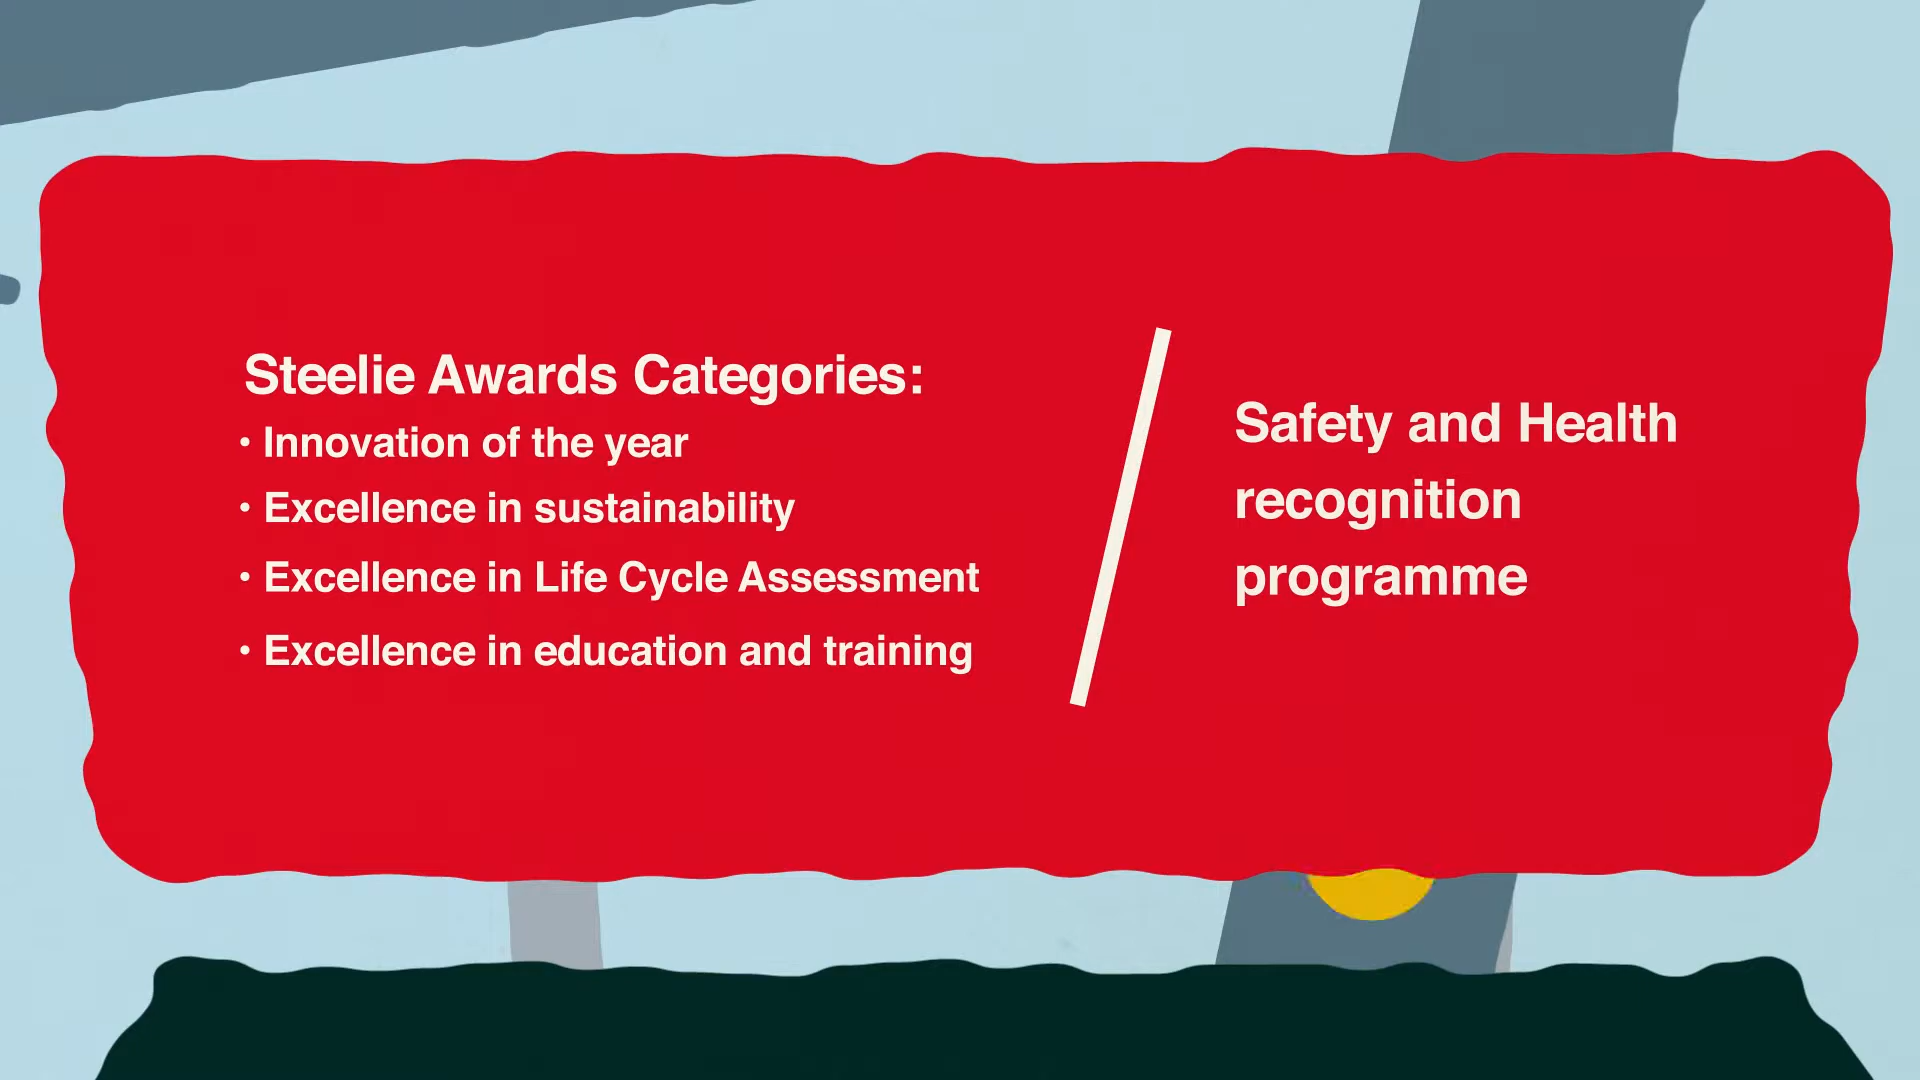 Steelie Awards Categories:
• Innovation of the year
• Excellence in sustainability
• Excellence in Life Cycle Assessment
• Excellence in education and training
Safety and Health
recognition
programme